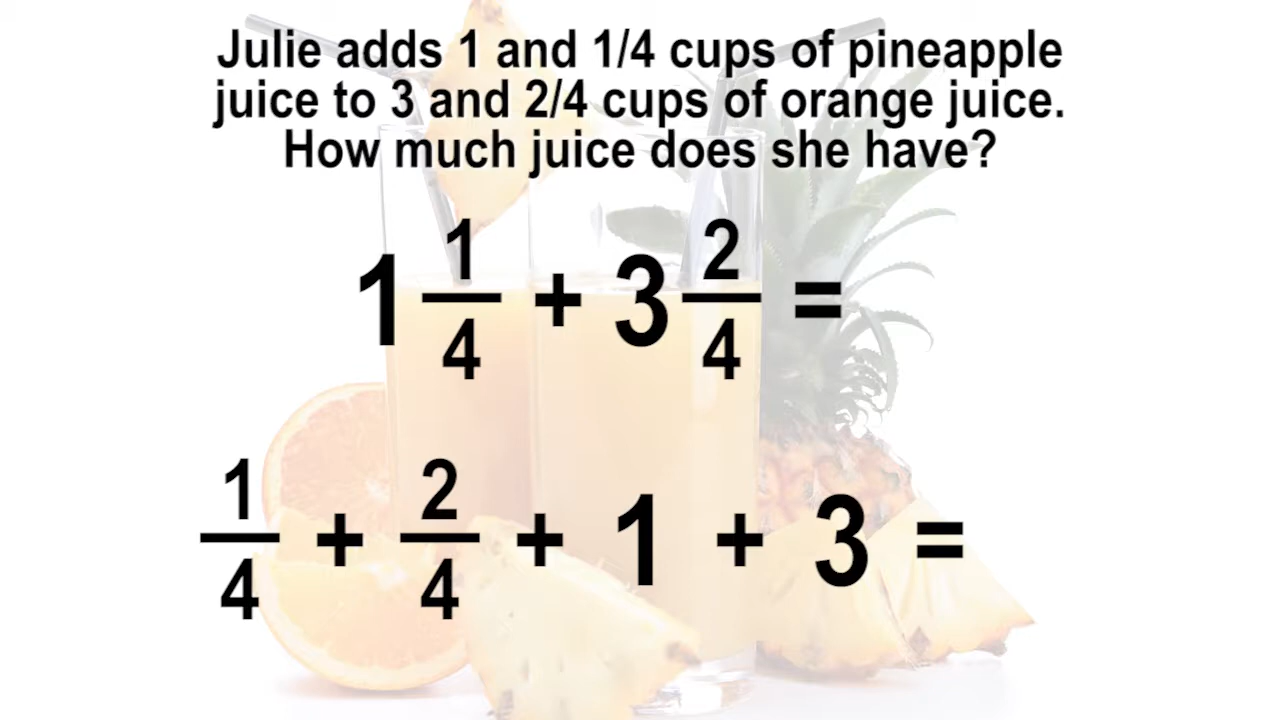 Julie adds 1 and 1/4 cups of pineapple
juice to 3 and 2/4 cups of orange juice.
How much juice does she have?
1 1/4 + 3 2/4 =
1/4 + 2/4 + 1 + 3 =